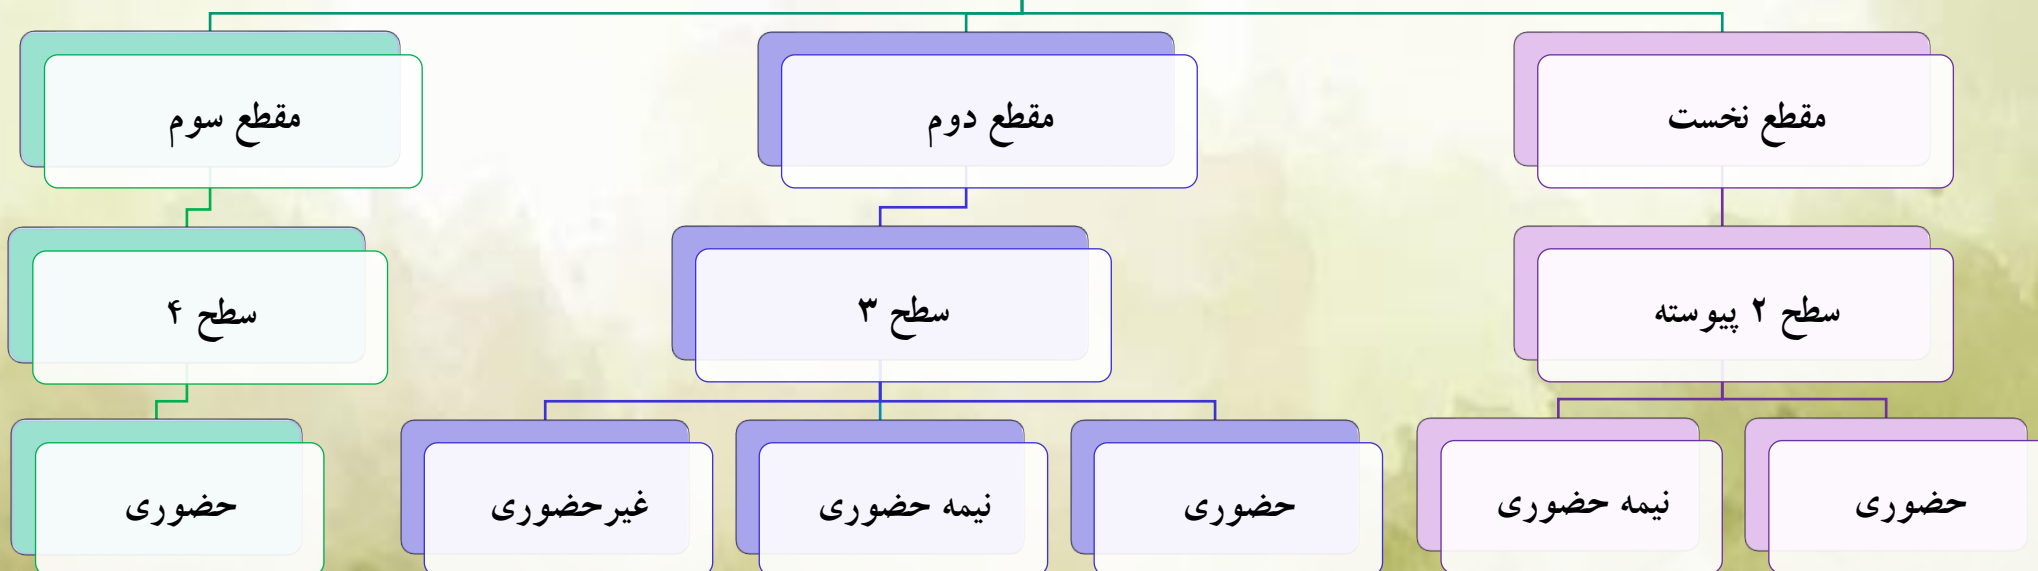 مقطع نخست
مقطع دوم
مقطع سوم
سطح ۲ پیوسته
سطح ۳
سطح ۴
حضوری
نیمه حضوری
حضوری
نیمه حضوری
غیرحضوری
حضوری